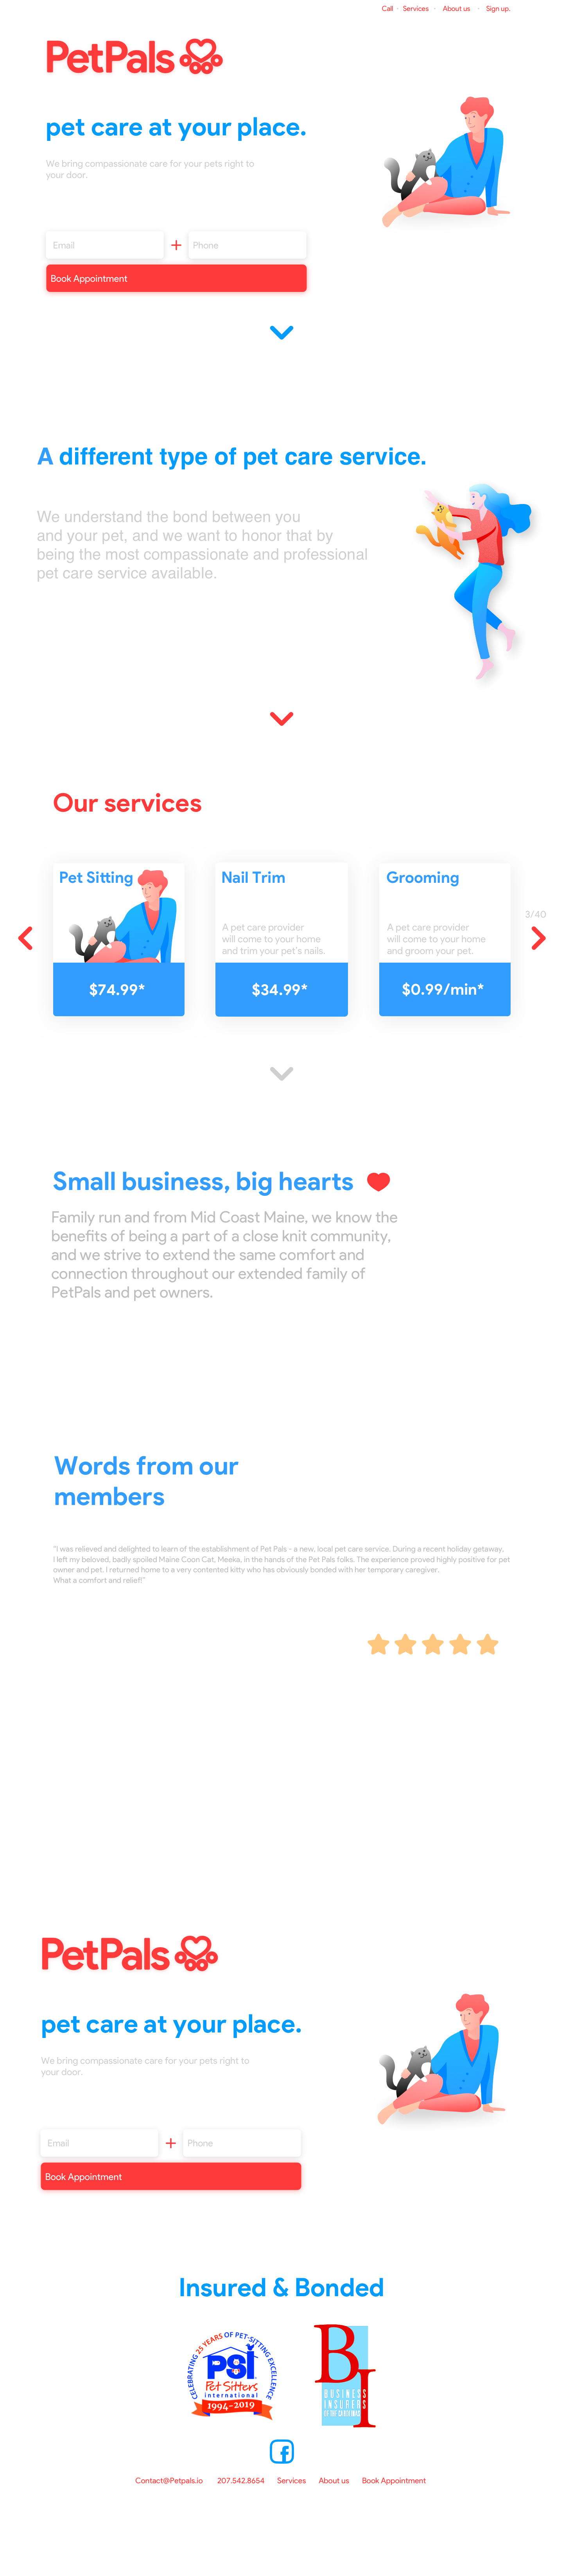 Call · Services · About us · Sign up.
PetPals
pet care at your place.
We bring compassionate care for your pets right to
your door.
Email + Phone
Book Appointment
A different type of pet care service.
We understand the bond between you
and your pet, and we want to honor that by
being the most compassionate and professional
pet care service available.
Our services
Pet Sitting
$74.99*
Nail Trim
A pet care provider
will come to your home
and trim your pet's nails.
$34.99*
Grooming
A pet care provider
will come to your home
and groom your pet.
$0.99/min*
3/40
Small business, big hearts
Family run and from Mid Coast Maine, we know the
benefits of being a part of a close knit community,
and we strive to extend the same comfort and
connection throughout our extended family of
PetPals and pet owners.
Words from our
members
"I was relieved and delighted to learn of the establishment of Pet Pals - a new, local pet care service. During a recent holiday getaway,
I left my beloved, badly spoiled Maine Coon Cat, Meeka, in the hands of the Pet Pals folks. The experience proved highly positive for pet
owner and pet. I returned home to a very contented kitty who has obviously bonded with her temporary caregiver.
What a comfort and relief!"
PetPals
pet care at your place.
We bring compassionate care for your pets right to
your door.
Email + Phone
Book Appointment
Insured & Bonded
CELEBRATING 25 YEARS OF PET-SITTING EXCELLENCE
PSI
Pet Sitters
international
1994-2019
BI
BUSINESS
INSURERS
OF THE CAROLINAS
Contact@Petpals.io 207.542.8654 Services About us Book Appointment